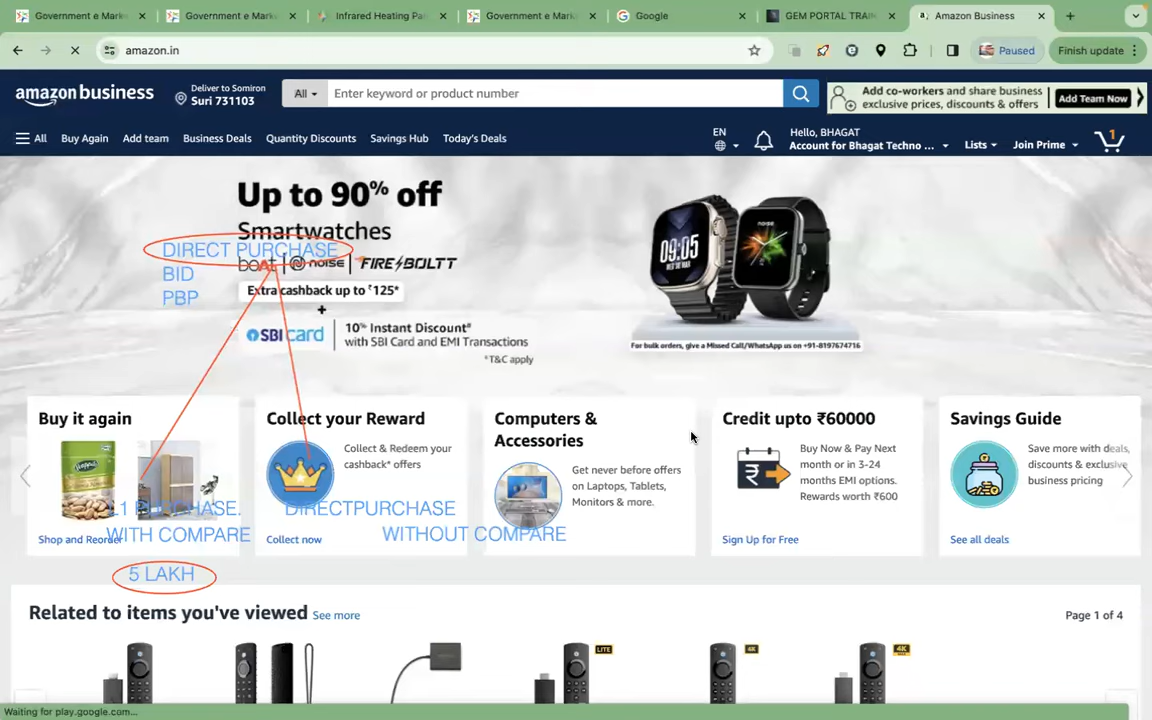 Government e Mark
Government e Mark
Infrared Heating Pa
Government e Mark
Google
GEM PORTAL TRAI
Amazon Business
amazon.in
Paused
Finish update
amazon business
Deliver to Somiron
Suri 731103
All
Enter keyword or product number
Add co-workers and share business
exclusive prices, discounts & offers
Add Team Now
All
Buy Again
Add team
Business Deals
Quantity Discounts
Savings Hub
Today's Deals
EN
Hello, BHAGAT
Account for Bhagat Techno ...
Lists
Join Prime
1
Up to 90% off
Smartwatches
DIRECT PURCHASE
boAt | noise | FIRE-BOLTT
BID
PBP
Extra cashback up to ₹125*
+
SBI card
10% Instant Discount*
with SBI Card and EMI Transactions
*T&C apply
09:05
For bulk orders, give a Missed Call/WhatsApp us on +91-8197674716
Buy it again
Shop and Reorder
Collect your Reward
Collect & Redeem your
cashback* offers
Collect now
Computers &
Accessories
Get never before offers
on Laptops, Tablets,
Monitors & more.
Credit upto ₹60000
Buy Now & Pay Next
month or in 3-24
months EMI options.
Rewards worth ₹600
Sign Up for Free
Savings Guide
Save more with deals,
discounts & exclusive
business pricing
See all deals
L1 PURCHASE.
WITH COMPARE
DIRECTPURCHASE
WITHOUT COMPARE
5 LAKH
Related to items you've viewed
See more
Page 1 of 4
LITE
4K
4K
Waiting for play.google.com...